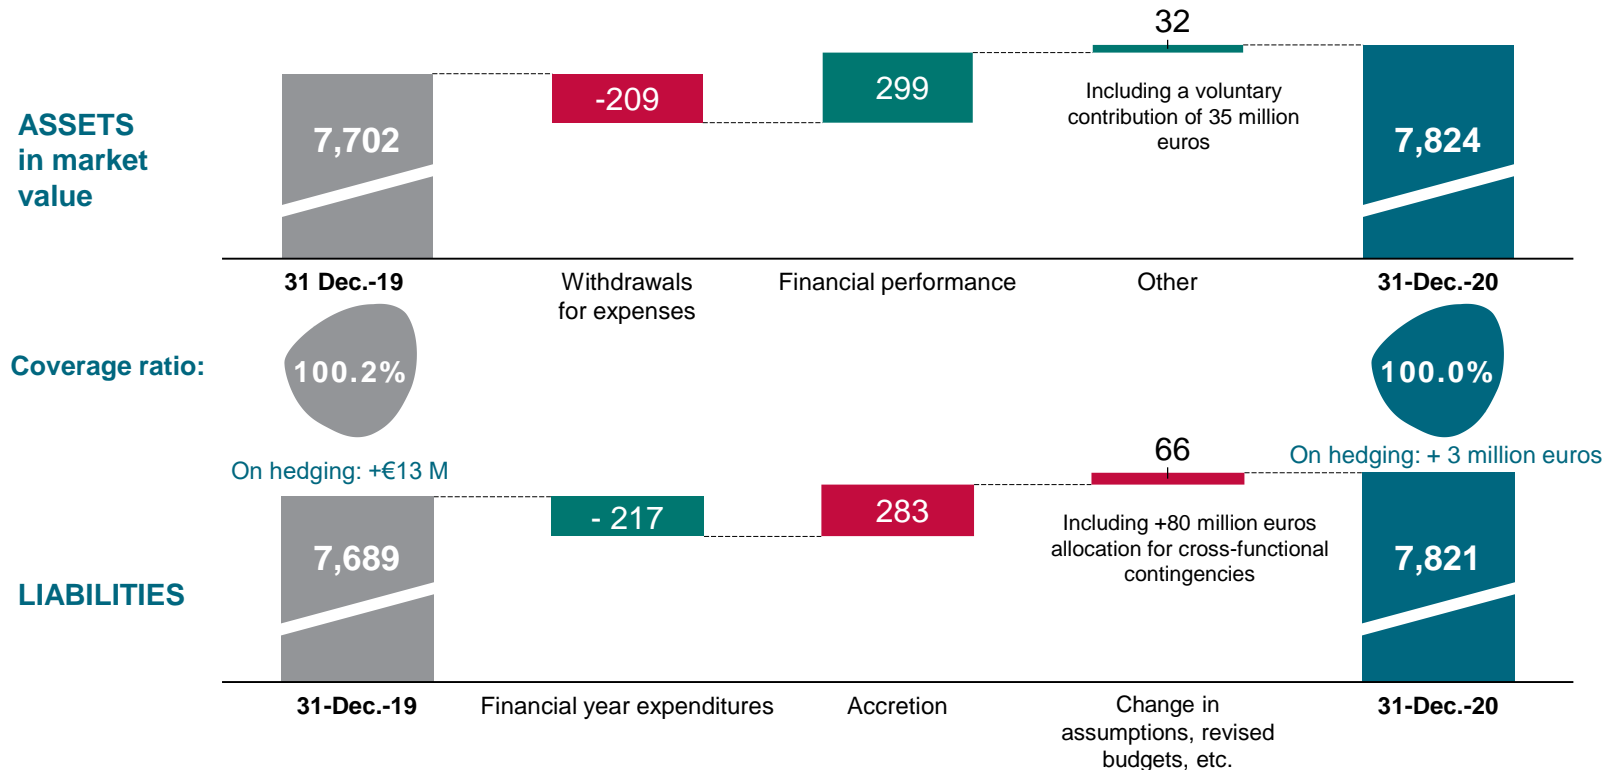 32
-209
299
ASSETS
in market
value
7,702
Including a voluntary
contribution of 35 million
euros
7,824
31 Dec.-19
Withdrawals
for expenses
Financial performance
Other
31-Dec.-20
Coverage ratio:
100.2%
100.0%
On hedging: +€13 M
66
On hedging: + 3 million euros
- 217
283
LIABILITIES
7,689
Including +80 million euros
allocation for cross-functional
contingencies
7,821
31-Dec.-19
Financial year expenditures
Accretion
Change in
assumptions, revised
budgets, etc.
31-Dec.-20